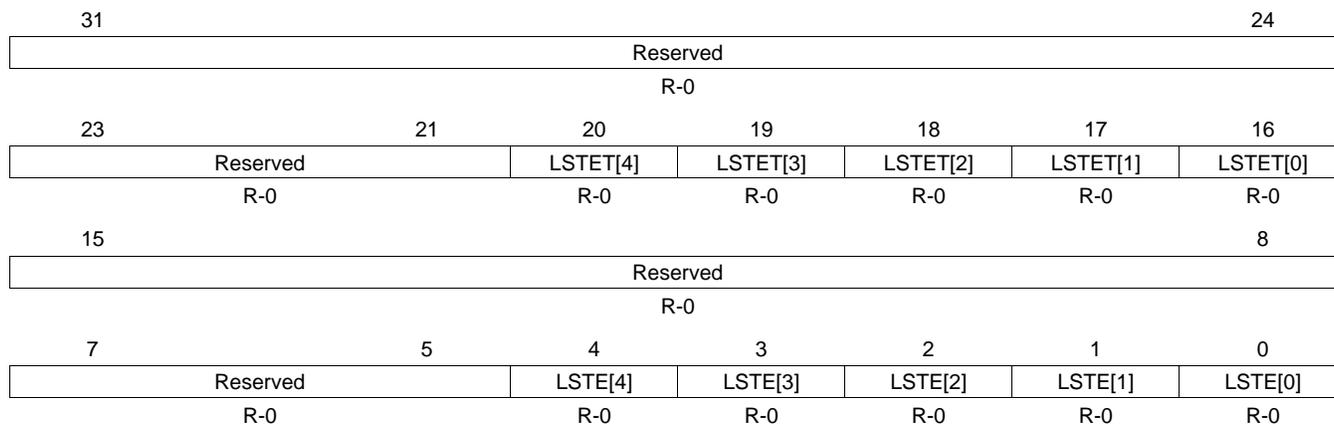 31 24
Reserved
R-0
23 21 20 19 18 17 16
Reserved LSTET[4] LSTET[3] LSTET[2] LSTET[1] LSTET[0]
R-0 R-0 R-0 R-0 R-0 R-0
15 8
Reserved
R-0
7 5 4 3 2 1 0
Reserved LSTE[4] LSTE[3] LSTE[2] LSTE[1] LSTE[0]
R-0 R-0 R-0 R-0 R-0 R-0